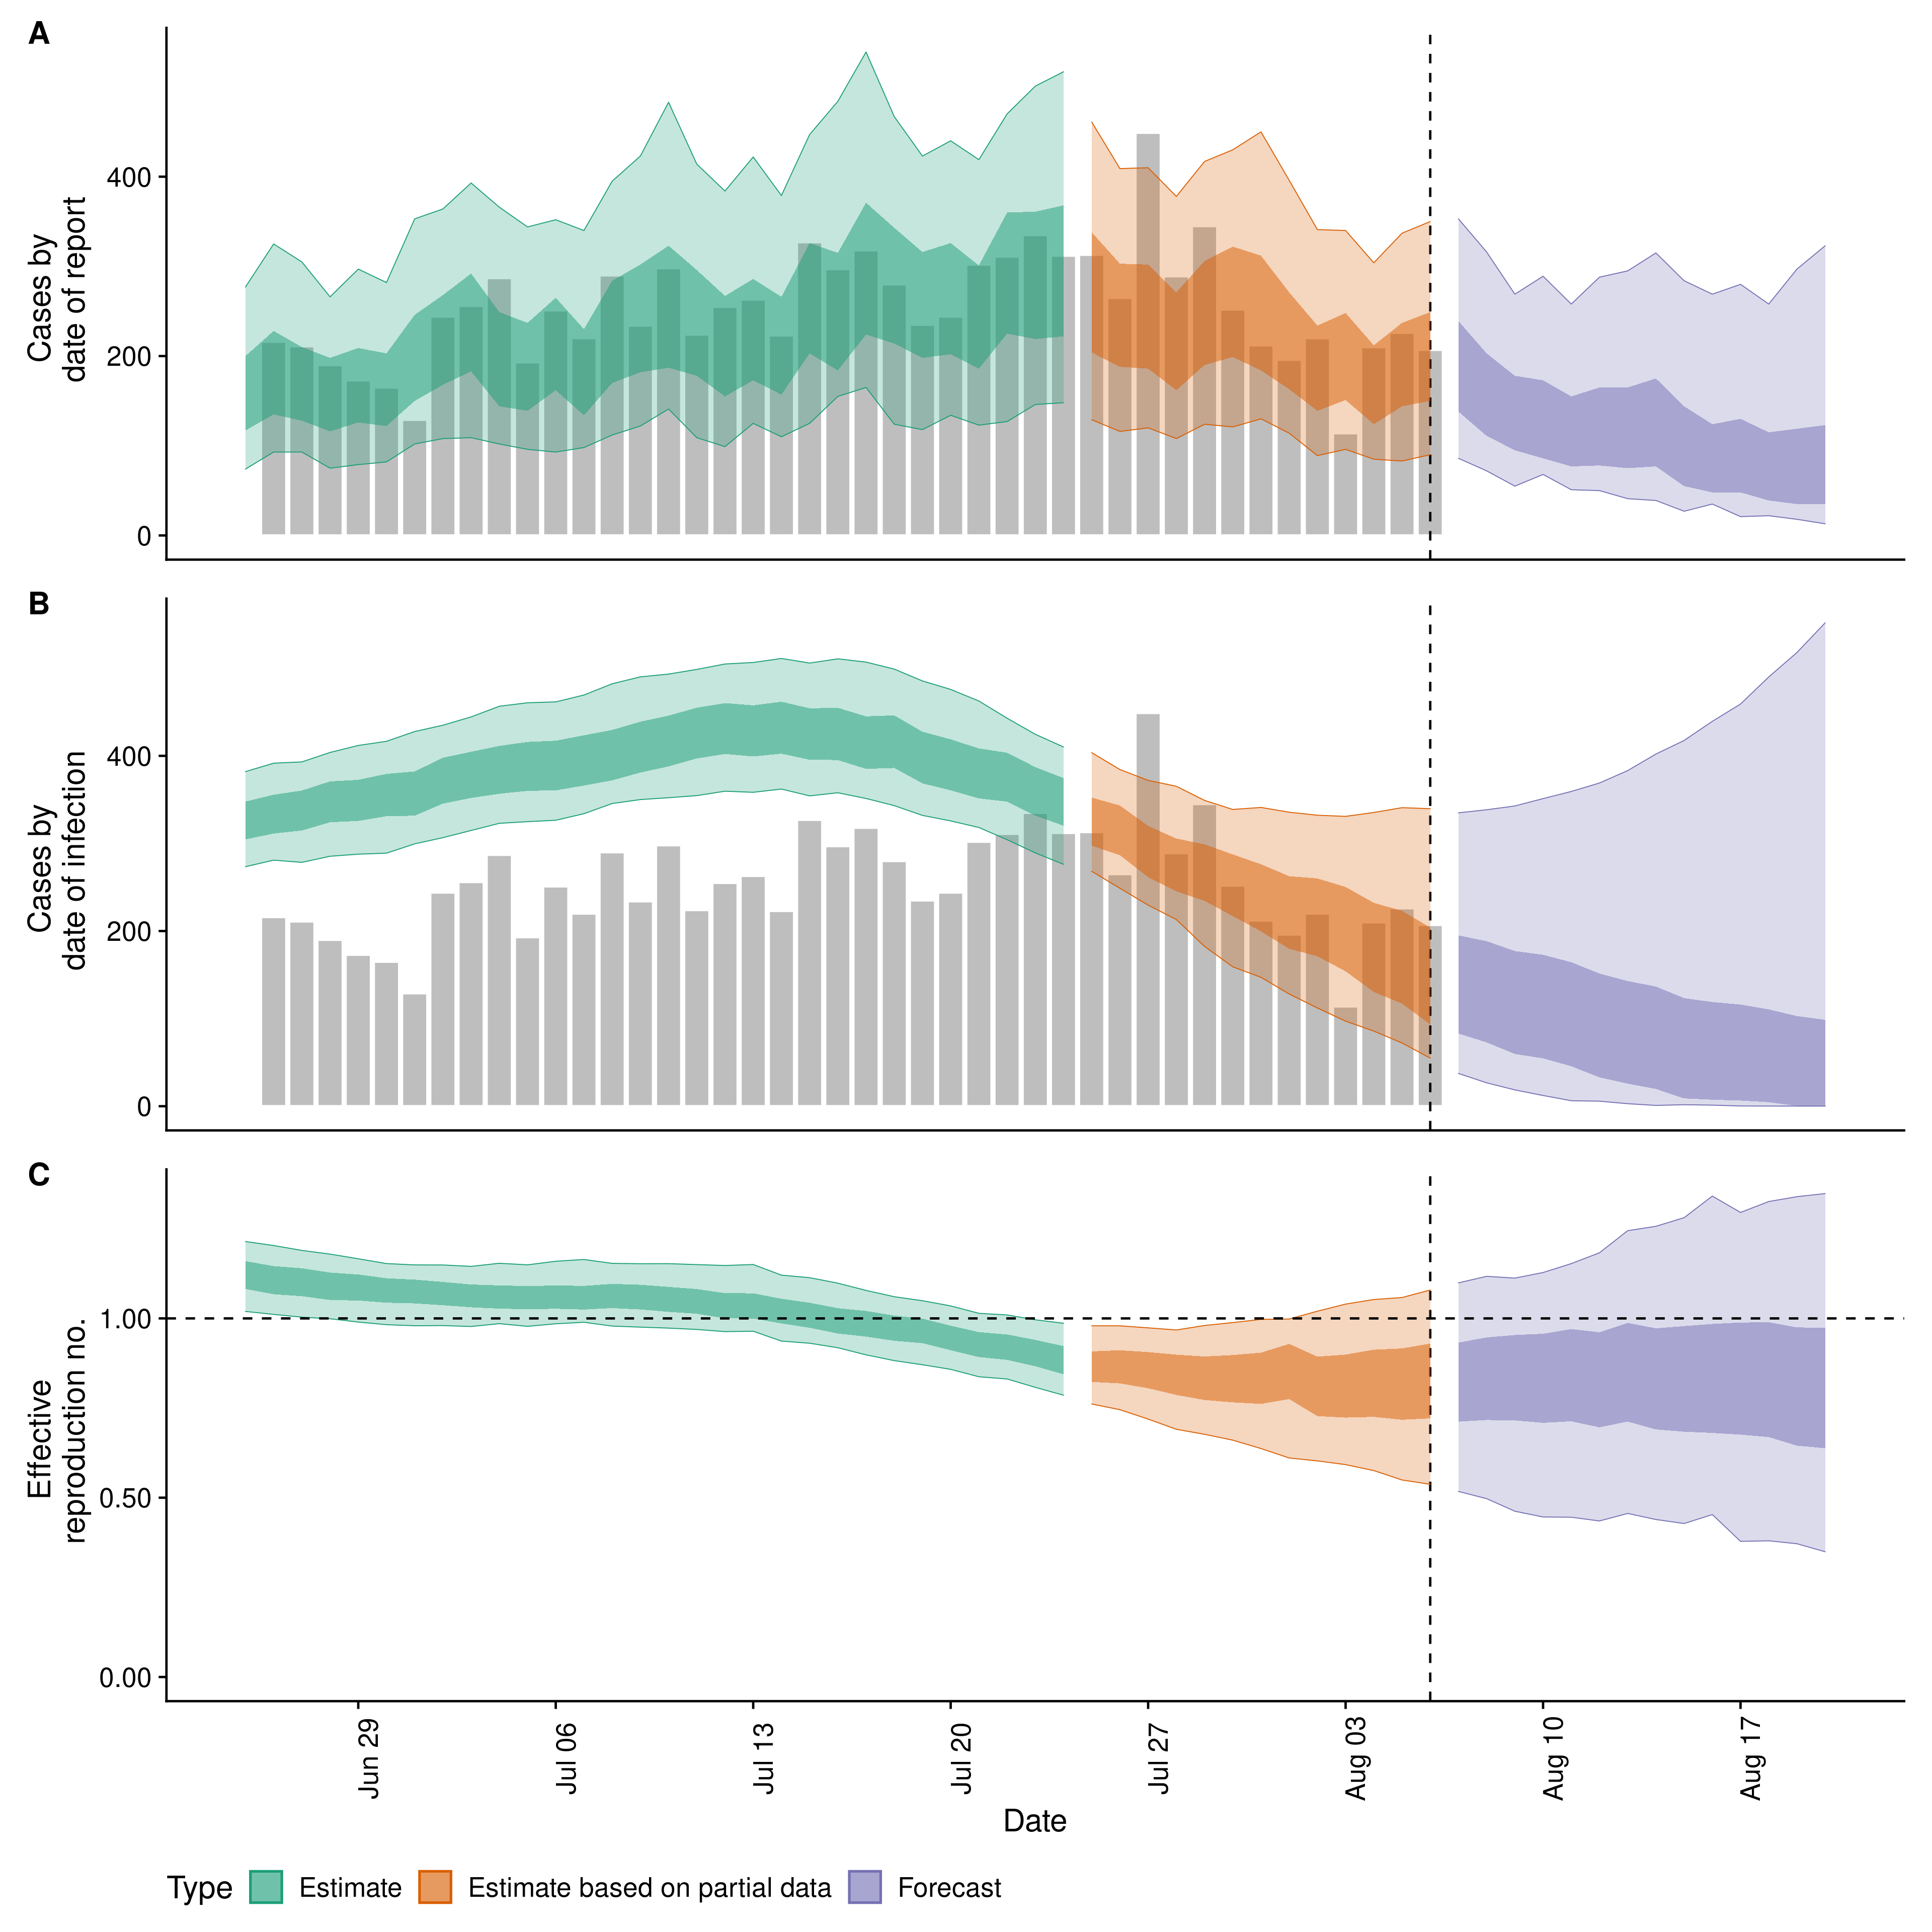 A
Cases by
date of report
400
200
0
B
Cases by
date of infection
400
200
0
C
Effective
reproduction no.
1.00
0.50
0.00
Jun 29
Jul 06
Jul 13
Jul 20
Jul 27
Aug 03
Aug 10
Aug 17
Date
Type Estimate Estimate based on partial data Forecast